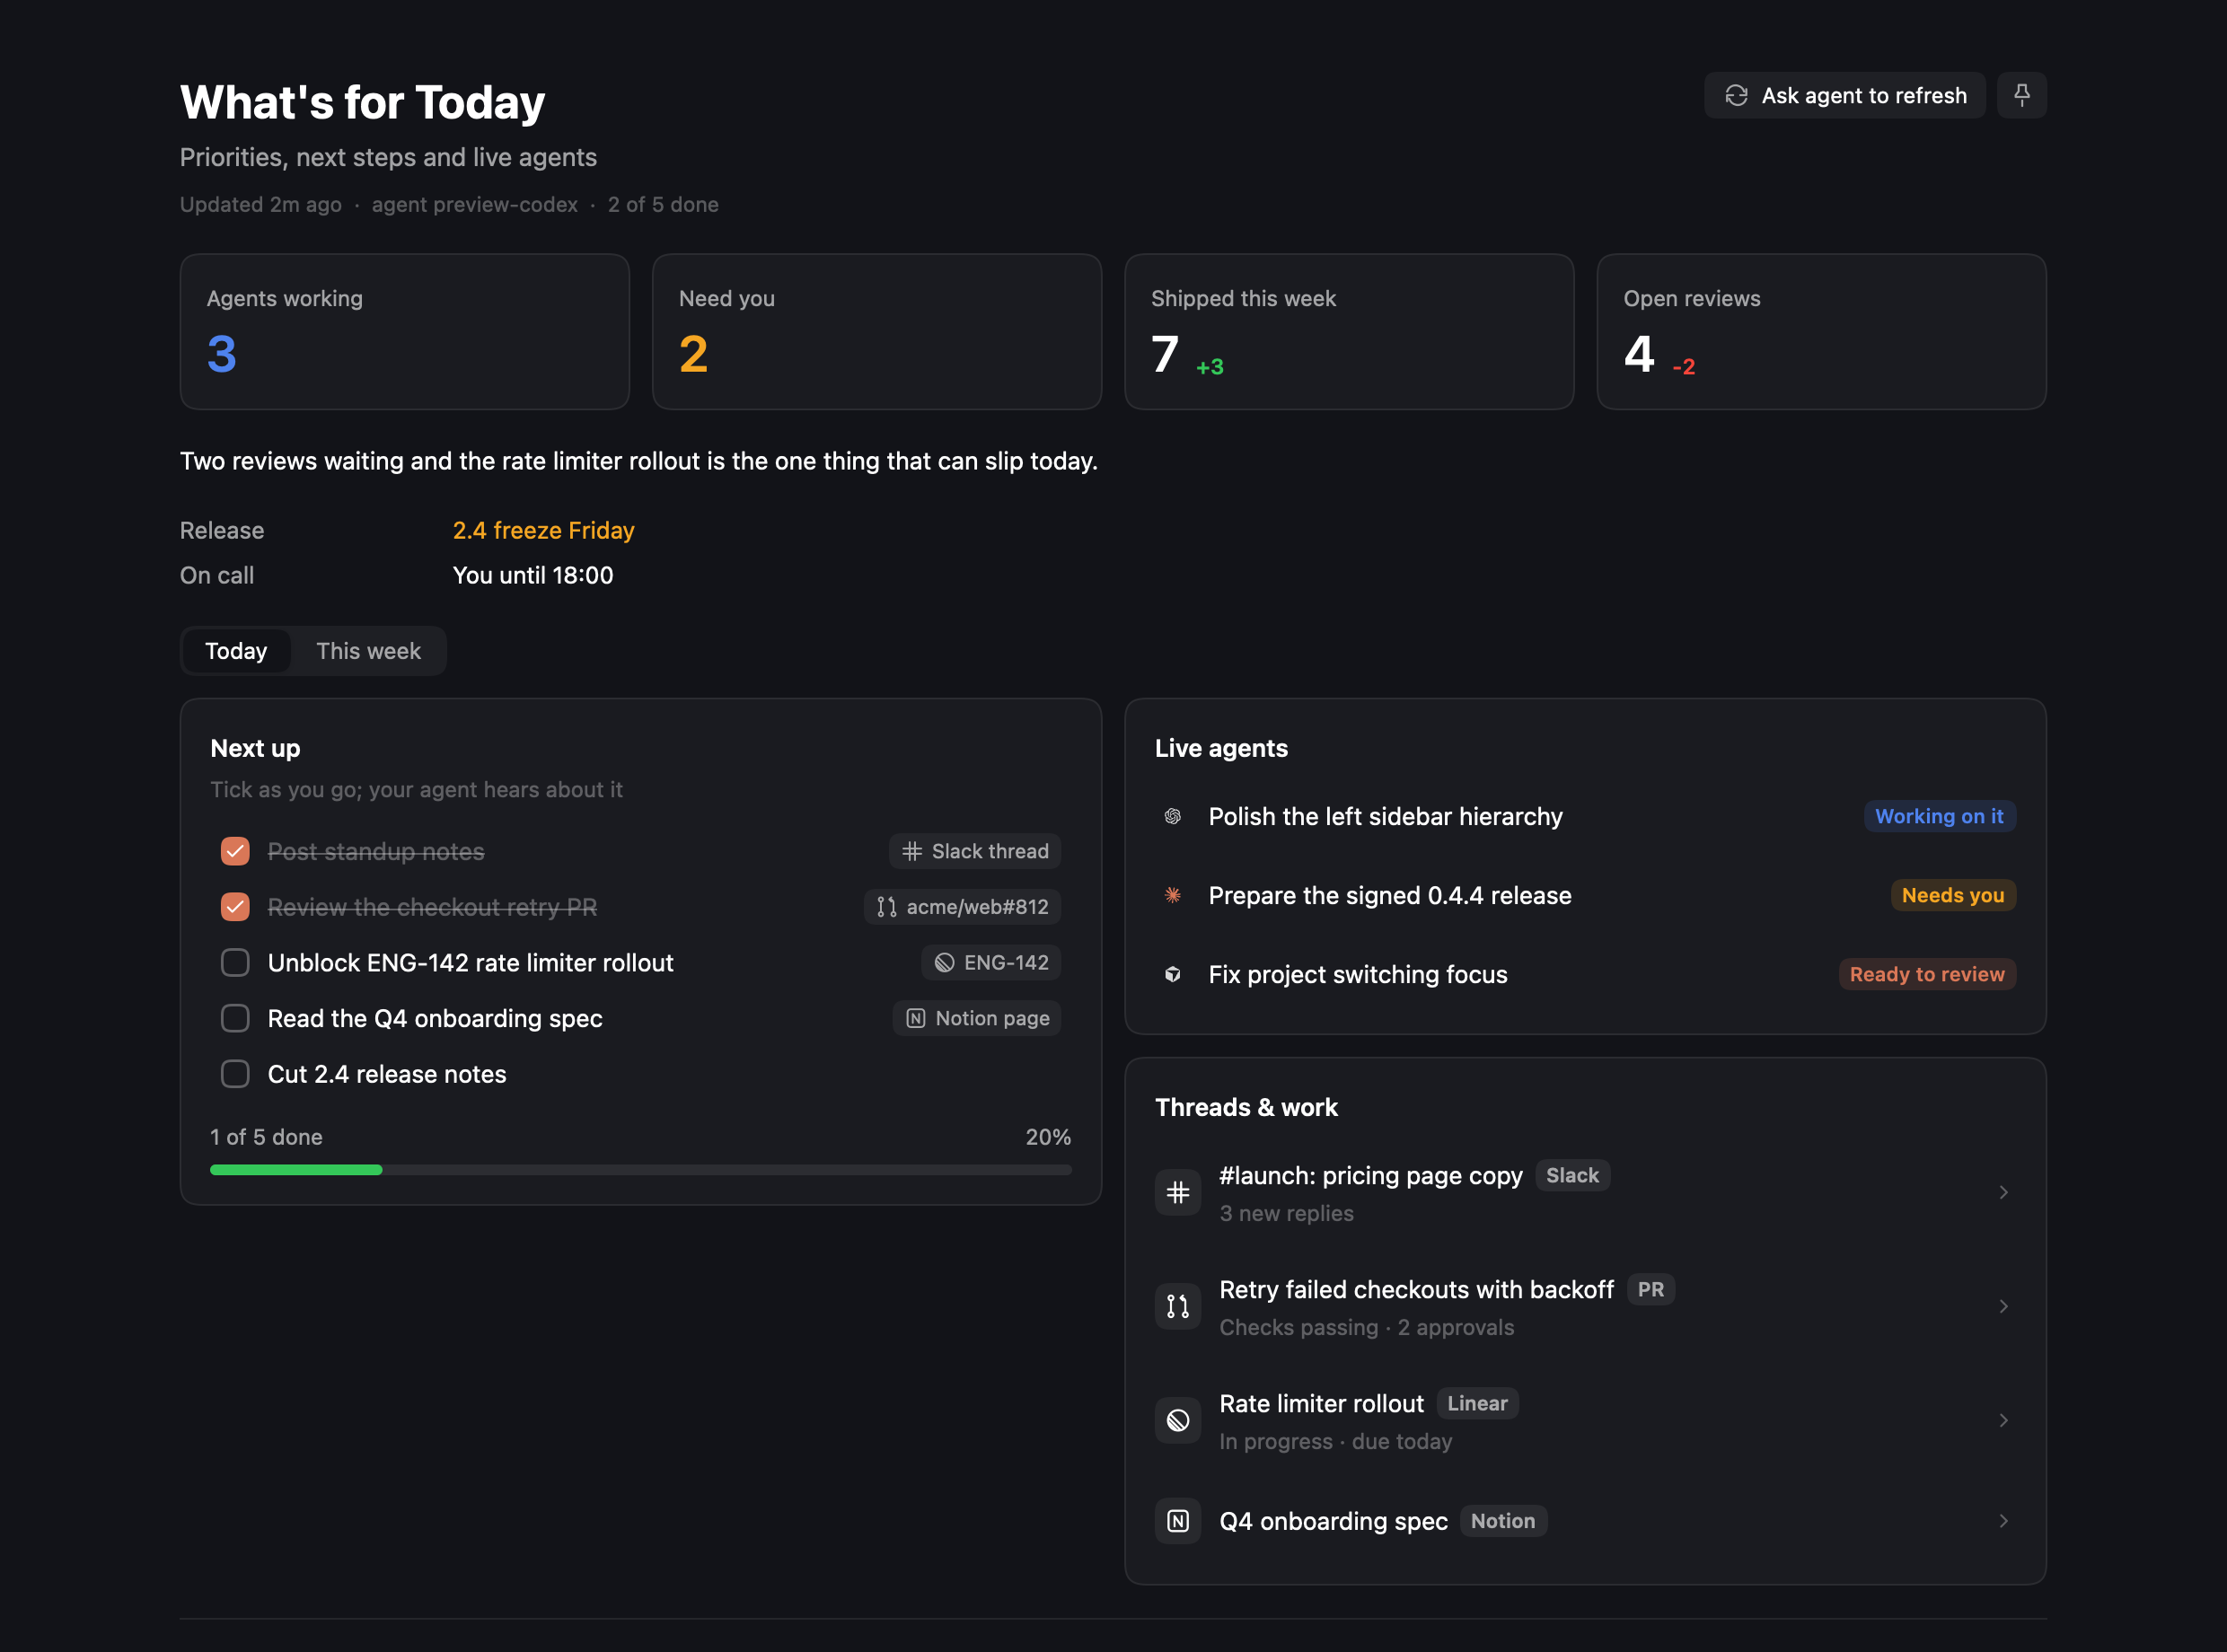 What's for Today
Ask agent to refresh
Priorities, next steps and live agents
Updated 2m ago · agent preview-codex · 2 of 5 done
Agents working
3
Need you
2
Shipped this week
7 +3
Open reviews
4 -2
Two reviews waiting and the rate limiter rollout is the one thing that can slip today.
Release 2.4 freeze Friday
On call You until 18:00
Today This week
Next up
Tick as you go; your agent hears about it
Post standup notes Slack thread
Review the checkout retry PR acme/web#812
Unblock ENG-142 rate limiter rollout ENG-142
Read the Q4 onboarding spec Notion page
Cut 2.4 release notes
1 of 5 done 20%
Live agents
Polish the left sidebar hierarchy Working on it
Prepare the signed 0.4.4 release Needs you
Fix project switching focus Ready to review
Threads & work
#launch: pricing page copy Slack
3 new replies
Retry failed checkouts with backoff PR
Checks passing · 2 approvals
Rate limiter rollout Linear
In progress · due today
Q4 onboarding spec Notion